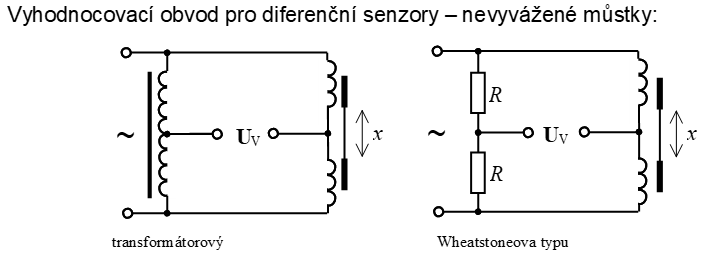 Vyhodnocovací obvod pro diferenční senzory – nevyvážené můstky:
~ U_V x
transformátorový
R
~ U_V x
R
Wheatstoneova typu